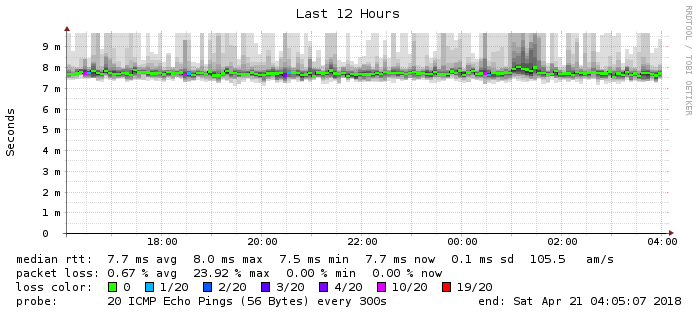 Last 12 Hours
RRDTOOL / TOBI OETIKER
Seconds
9 m
8 m
7 m
6 m
5 m
4 m
3 m
2 m
1 m
0
18:00 20:00 22:00 00:00 02:00 04:00
median rtt: 7.7 ms avg 8.0 ms max 7.5 ms min 7.7 ms now 0.1 ms sd 105.5 am/s
packet loss: 0.67 % avg 23.92 % max 0.00 % min 0.00 % now
loss color: 0 1/20 2/20 3/20 4/20 10/20 19/20
probe: 20 ICMP Echo Pings (56 Bytes) every 300s end: Sat Apr 21 04:05:07 2018